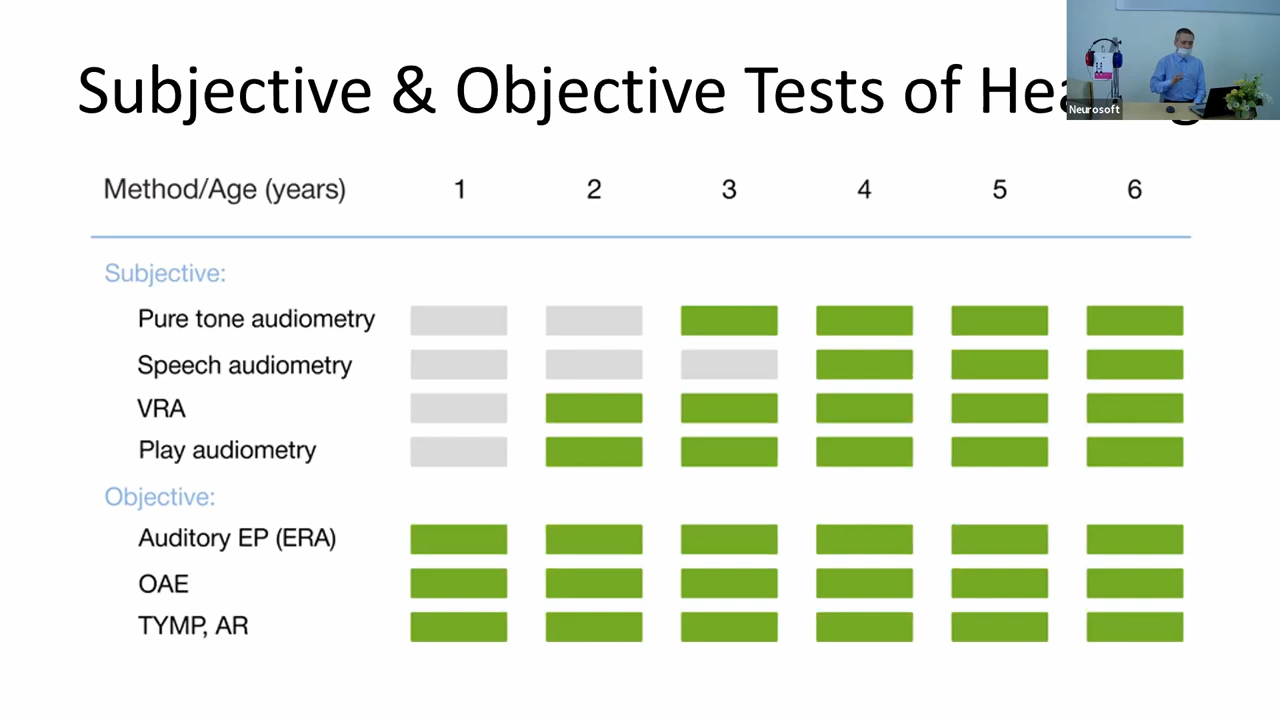 Subjective & Objective Tests of
Neurosoft
Method/Age (years) 1 2 3 4 5 6
Subjective:
Pure tone audiometry
Speech audiometry
VRA
Play audiometry
Objective:
Auditory EP (ERA)
OAE
TYMP, AR